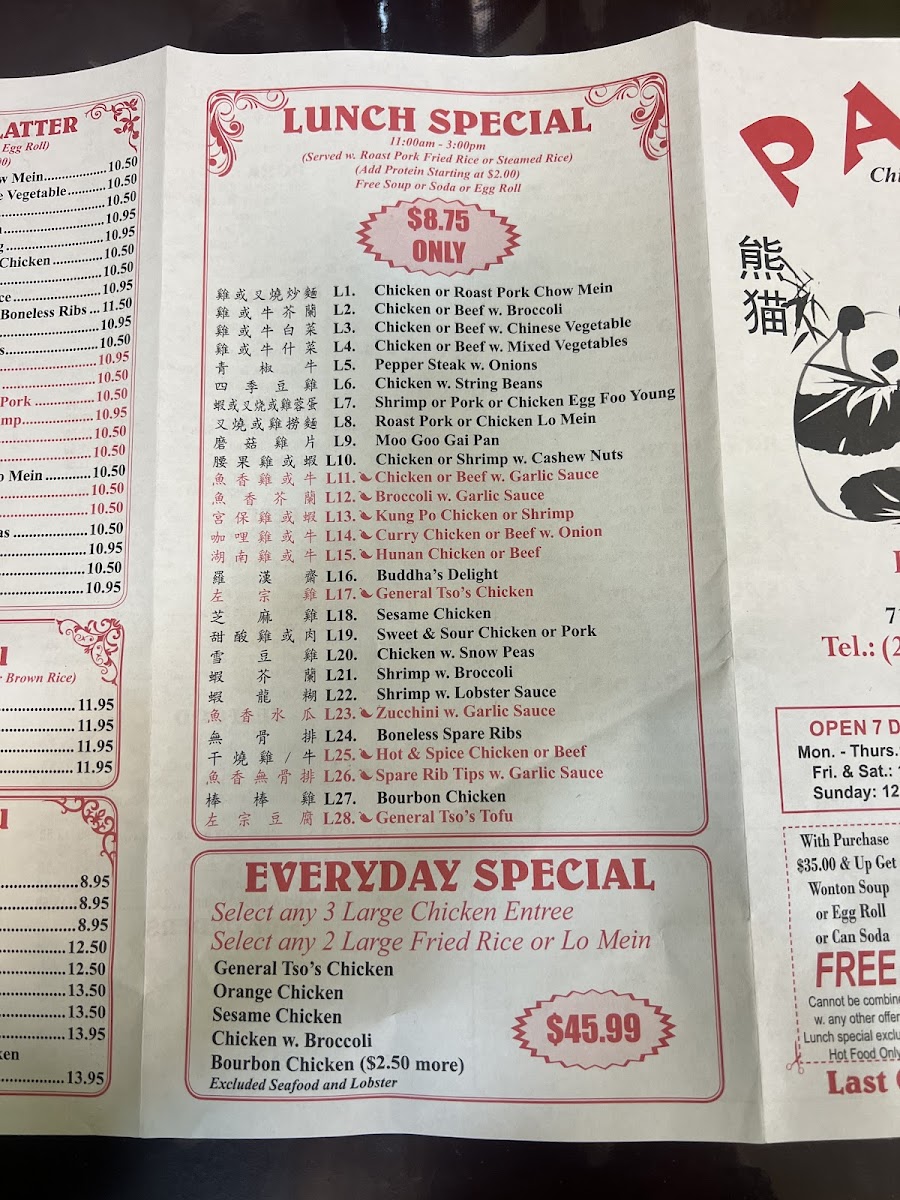 LATTER
Egg Roll)
00)
w Mein 10.50
e Vegetable 10.50
10.50
10.95
g 10.95
Chicken 10.50
10.50
ce 10.95
Boneless Ribs 11.50
10.95
s 10.50
10.95
10.50
Pork 10.50
mp 10.95
10.50
10.50
o Mein 10.50
10.50
10.50
as 10.50
10.95
10.50
10.95
r Brown Rice)
11.95
11.95
11.95
11.95
8.95
8.95
8.95
12.50
12.50
13.50
13.50
13.95
ken
13.95
LUNCH SPECIAL
11:00am - 3:00pm
(Served w. Roast Pork Fried Rice or Steamed Rice)
(Add Protein Starting at $2.00)
Free Soup or Soda or Egg Roll
$8.75
ONLY
雞或叉燒炒麵 L1. Chicken or Roast Pork Chow Mein
雞或牛芥蘭 L2. Chicken or Beef w. Broccoli
雞或牛白菜 L3. Chicken or Beef w. Chinese Vegetable
雞或牛什菜 L4. Chicken or Beef w. Mixed Vegetables
青椒牛 L5. Pepper Steak w. Onions
四季豆雞 L6. Chicken w. String Beans
蝦或叉燒或雞蓉蛋 L7. Shrimp or Pork or Chicken Egg Foo Young
叉燒或雞撈麵 L8. Roast Pork or Chicken Lo Mein
磨菇雞片 L9. Moo Goo Gai Pan
腰果雞或蝦 L10. Chicken or Shrimp w. Cashew Nuts
魚香雞或牛 L11. Chicken or Beef w. Garlic Sauce
魚香芥蘭 L12. Broccoli w. Garlic Sauce
宮保雞或蝦 L13. Kung Po Chicken or Shrimp
咖哩雞或牛 L14. Curry Chicken or Beef w. Onion
湖南雞或牛 L15. Hunan Chicken or Beef
羅漢齋 L16. Buddha's Delight
左宗雞 L17. General Tso's Chicken
芝麻雞 L18. Sesame Chicken
甜酸雞或肉 L19. Sweet & Sour Chicken or Pork
雪豆雞 L20. Chicken w. Snow Peas
蝦芥蘭 L21. Shrimp w. Broccoli
蝦龍糊 L22. Shrimp w. Lobster Sauce
魚香水瓜 L23. Zucchini w. Garlic Sauce
無骨排 L24. Boneless Spare Ribs
干燒雞/牛 L25. Hot & Spice Chicken or Beef
魚香無骨排 L26. Spare Rib Tips w. Garlic Sauce
棒棒雞 L27. Bourbon Chicken
左宗豆腐 L28. General Tso's Tofu
EVERYDAY SPECIAL
Select any 3 Large Chicken Entree
Select any 2 Large Fried Rice or Lo Mein
General Tso's Chicken
Orange Chicken
Sesame Chicken
Chicken w. Broccoli
Bourbon Chicken ($2.50 more)
Excluded Seafood and Lobster
$45.99
PA
Chi
熊
猫
7
Tel.: (2
OPEN 7 D
Mon. - Thurs.
Fri. & Sat.: 1
Sunday: 12
With Purchase
$35.00 & Up Get
Wonton Soup
or Egg Roll
or Can Soda
FREE
Cannot be combine
w. any other offer
Lunch special exclu
Hot Food Only
Last